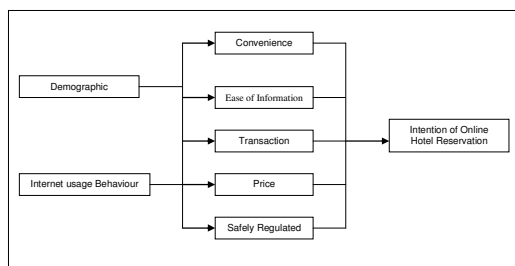 Convenience
Demographic
Ease of Information
Transaction
Intention of Online
Hotel Reservation
Internet usage Behaviour
Price
Safely Regulated